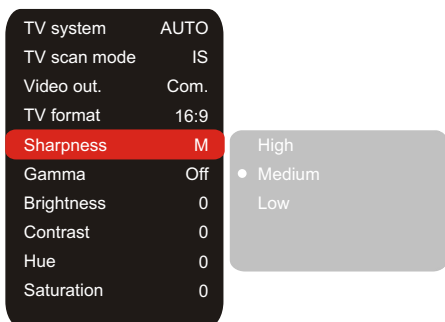 TV system AUTO
TV scan mode IS
Video out. Com.
TV format 16:9
Sharpness M
Gamma Off
Brightness 0
Contrast 0
Hue 0
Saturation 0
High
Medium
Low